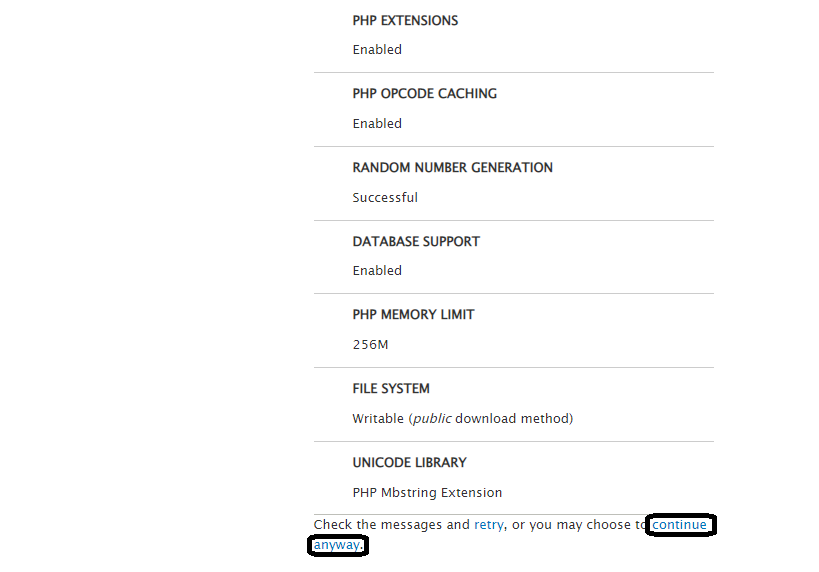 PHP EXTENSIONS
Enabled
PHP OPCODE CACHING
Enabled
RANDOM NUMBER GENERATION
Successful
DATABASE SUPPORT
Enabled
PHP MEMORY LIMIT
256M
FILE SYSTEM
Writable (public download method)
UNICODE LIBRARY
PHP Mbstring Extension
Check the messages and retry, or you may choose to continue
anyway.